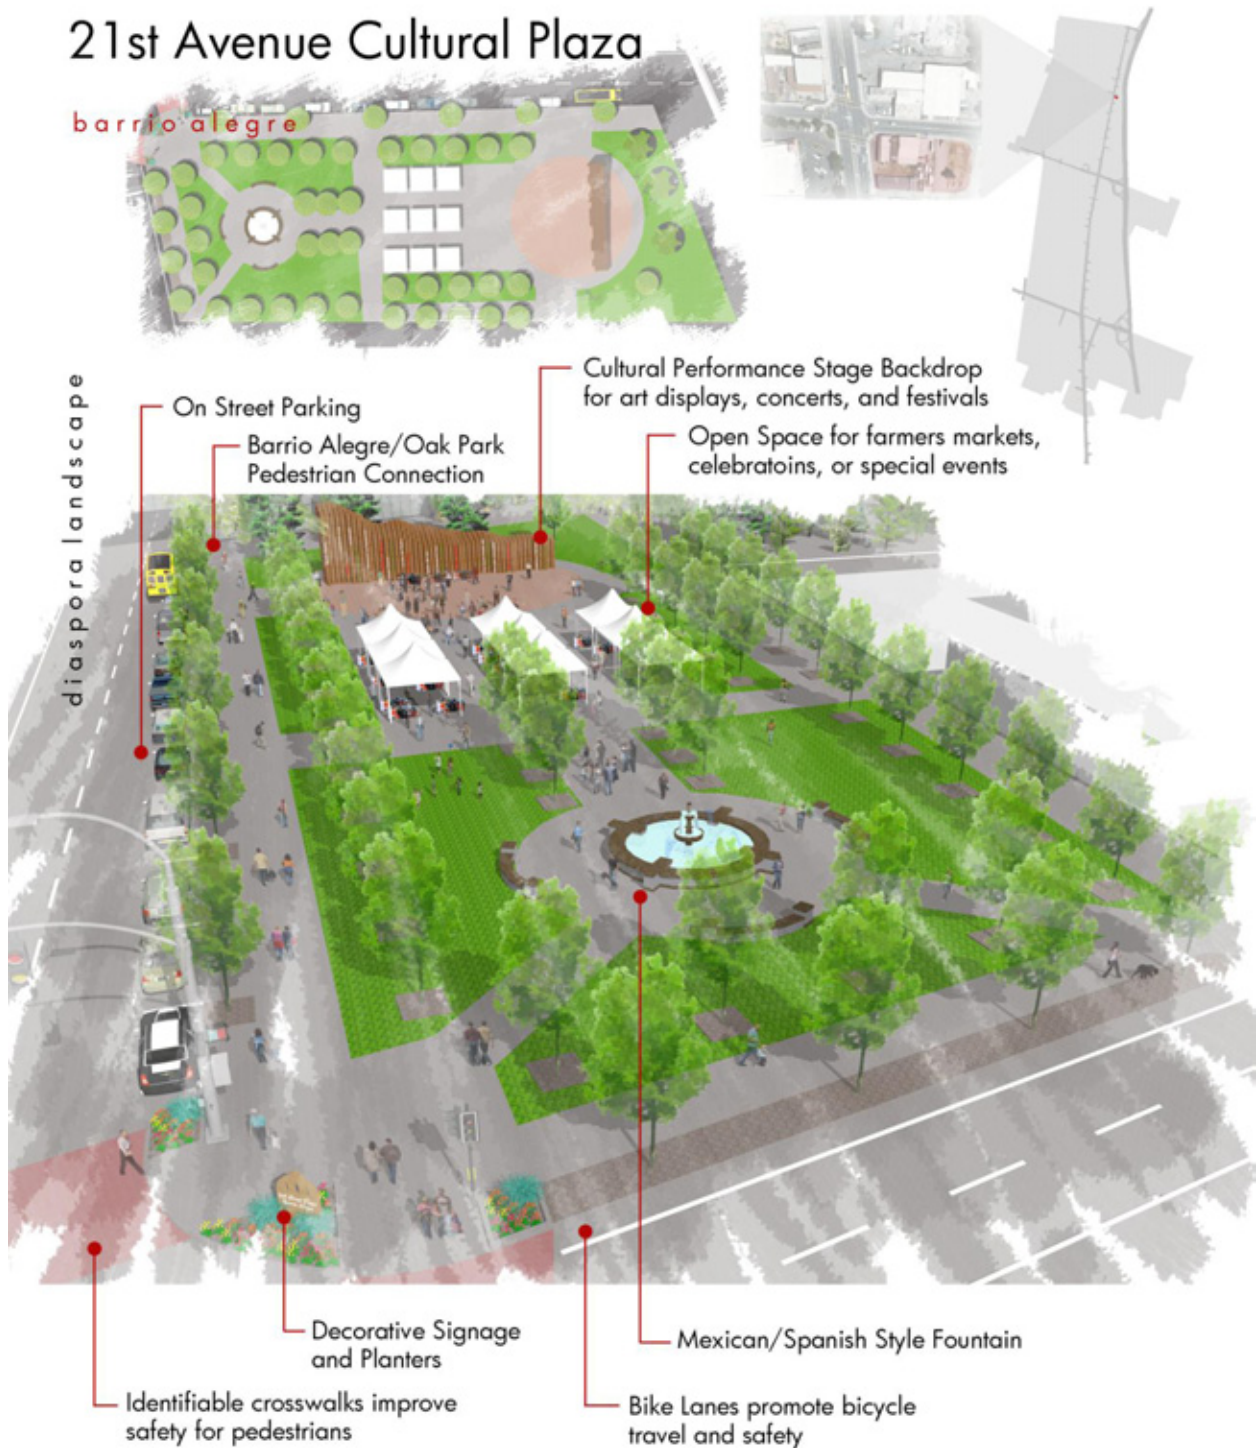 21st Avenue Cultural Plaza
barrio alegre
diaspora landscape
Cultural Performance Stage Backdrop
for art displays, concerts, and festivals
On Street Parking
Open Space for farmers markets,
celebratoins, or special events
Barrio Alegre/Oak Park
Pedestrian Connection
Decorative Signage
and Planters
Mexican/Spanish Style Fountain
Identifiable crosswalks improve
safety for pedestrians
Bike Lanes promote bicycle
travel and safety